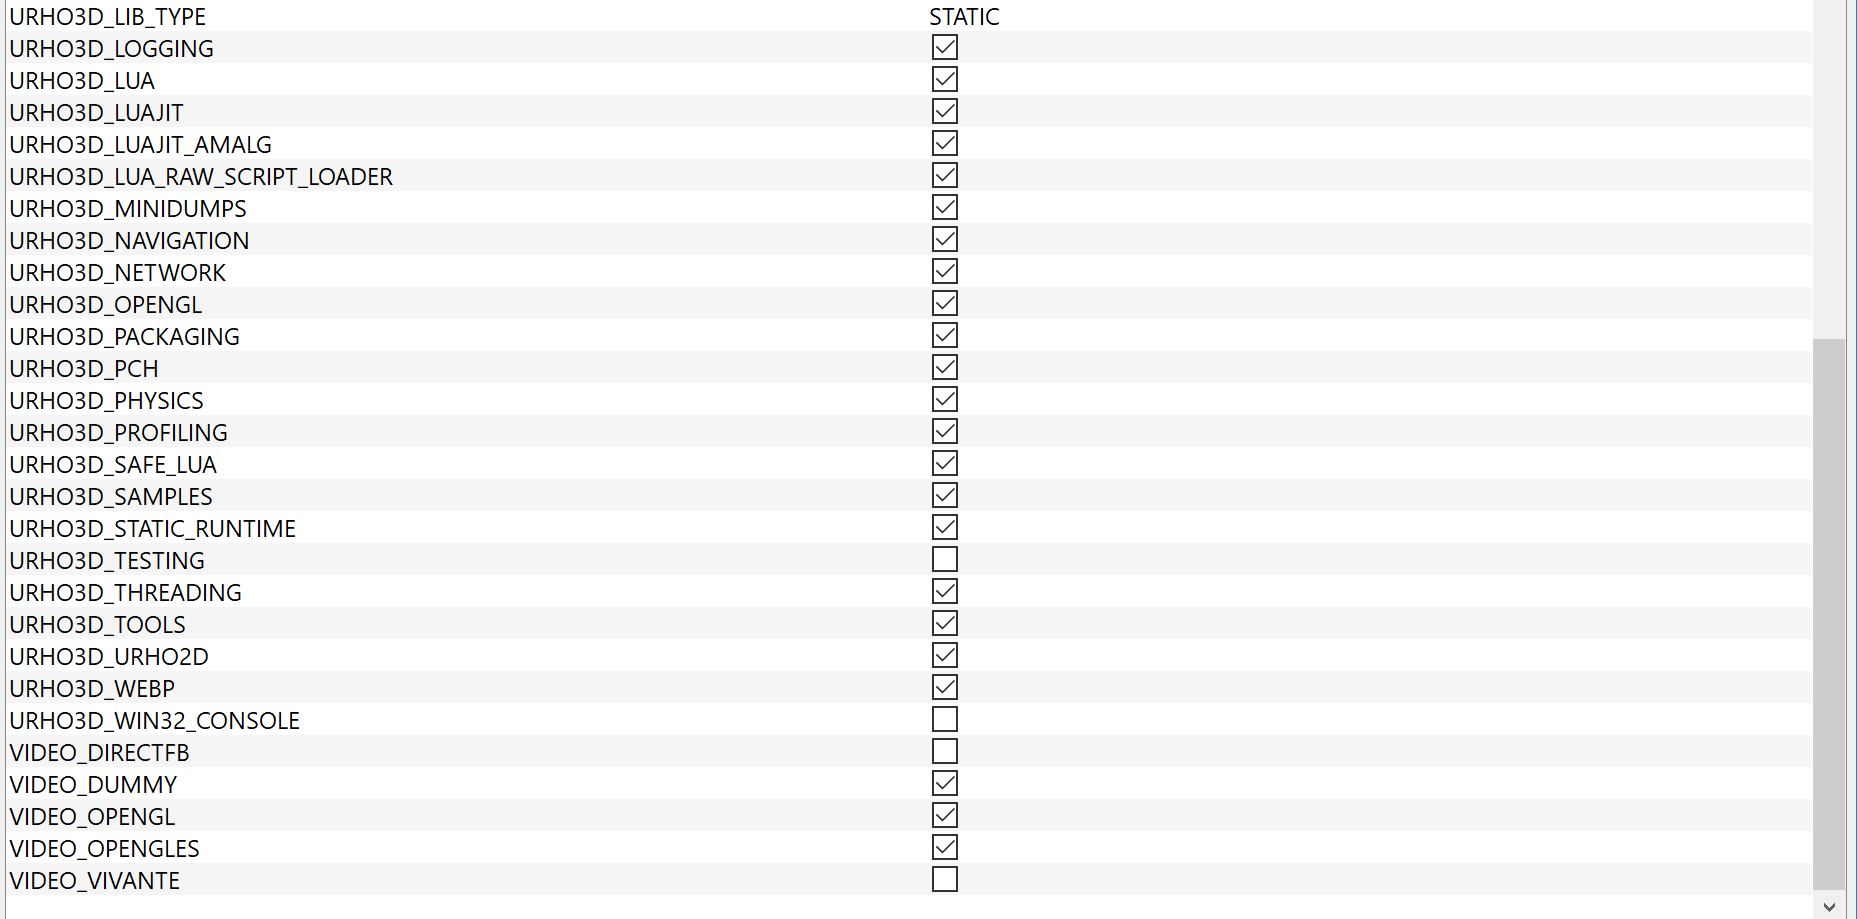 URHO3D_LIB_TYPE STATIC
URHO3D_LOGGING
URHO3D_LUA
URHO3D_LUAJIT
URHO3D_LUAJIT_AMALG
URHO3D_LUA_RAW_SCRIPT_LOADER
URHO3D_MINIDUMPS
URHO3D_NAVIGATION
URHO3D_NETWORK
URHO3D_OPENGL
URHO3D_PACKAGING
URHO3D_PCH
URHO3D_PHYSICS
URHO3D_PROFILING
URHO3D_SAFE_LUA
URHO3D_SAMPLES
URHO3D_STATIC_RUNTIME
URHO3D_TESTING
URHO3D_THREADING
URHO3D_TOOLS
URHO3D_URHO2D
URHO3D_WEBP
URHO3D_WIN32_CONSOLE
VIDEO_DIRECTFB
VIDEO_DUMMY
VIDEO_OPENGL
VIDEO_OPENGLES
VIDEO_VIVANTE